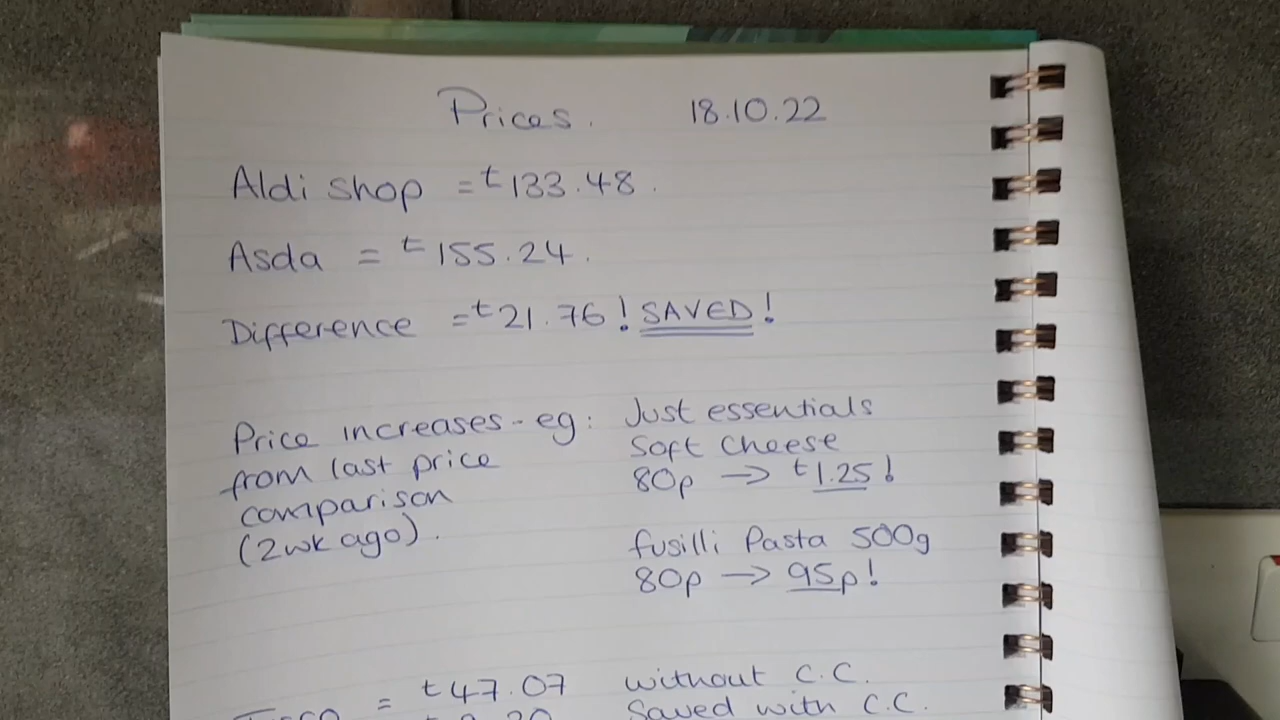 Prices. 18.10.22
Aldi shop = £133.48.
Asda = £155.24.
Difference = £21.76! SAVED!
Price increases - eg:
from last price
comparison
(2wk ago).
Just essentials
Soft Cheese
80p → £1.25!
fusilli Pasta 500g
80p → 95p!
= £47.07 without C.C.
Saved with C.C.